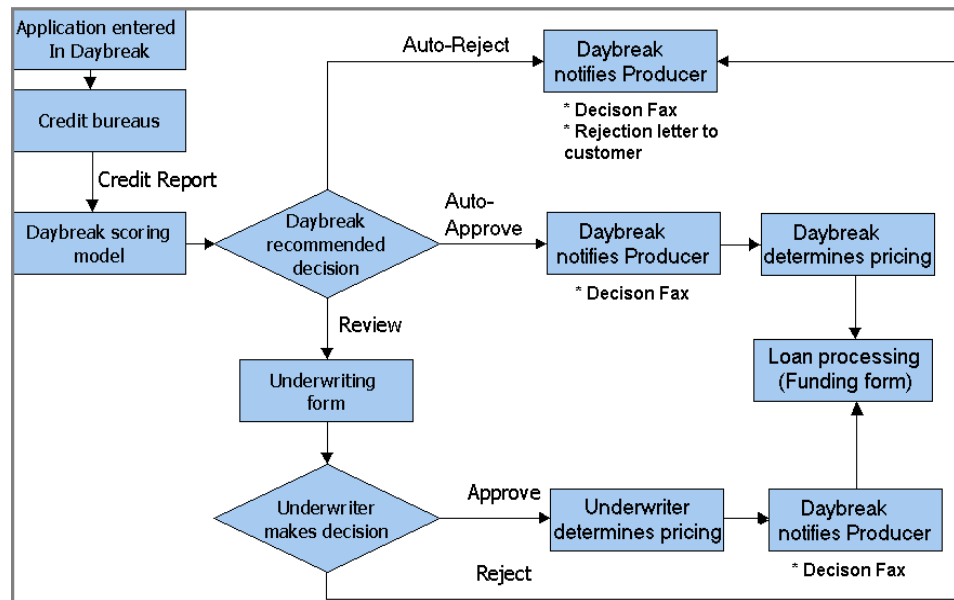 Application entered
In Daybreak
Auto-Reject
Daybreak
notifies Producer
* Decison Fax
* Rejection letter to
customer
Credit bureaus
Credit Report
Daybreak scoring
model
Daybreak
recommended
decision
Auto-
Approve
Daybreak
notifies Producer
* Decison Fax
Daybreak
determines pricing
Review
Loan processing
(Funding form)
Underwriting
form
Underwriter
makes decision
Approve
Underwriter
determines pricing
Daybreak
notifies Producer
* Decison Fax
Reject